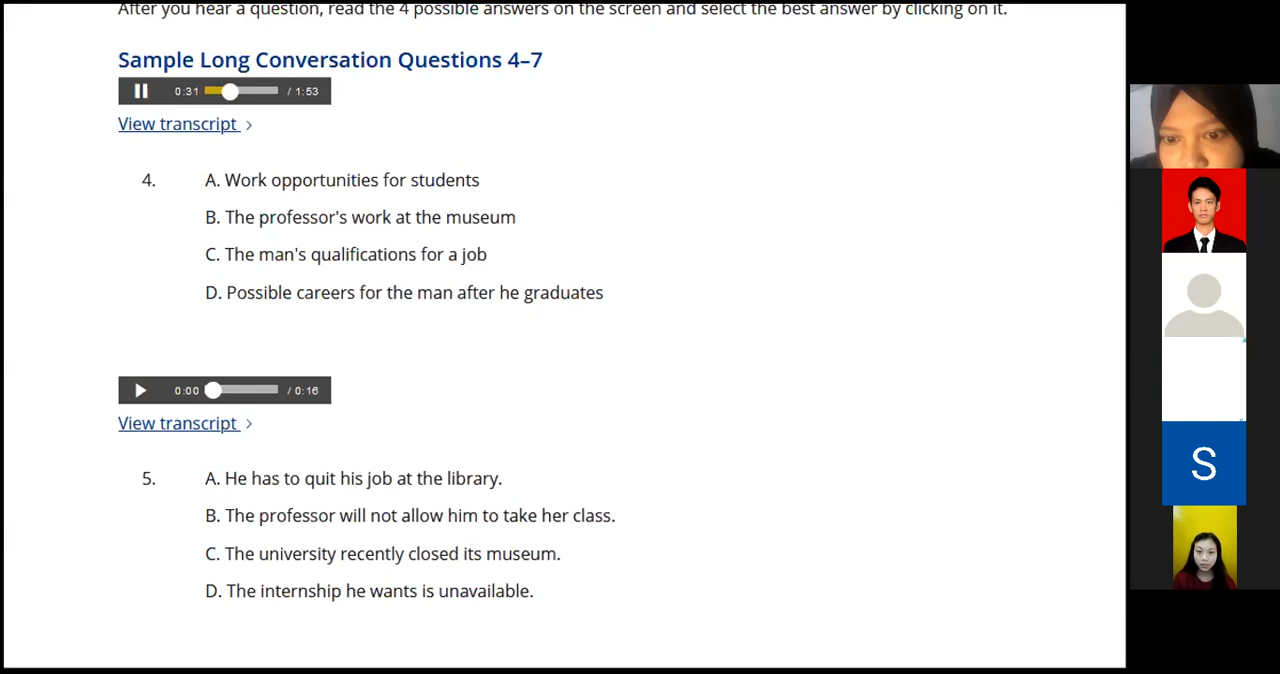 After you hear a question, read the 4 possible answers on the screen and select the best answer by clicking on it.
Sample Long Conversation Questions 4–7
0:31 / 1:53
View transcript >
4. A. Work opportunities for students
B. The professor's work at the museum
C. The man's qualifications for a job
D. Possible careers for the man after he graduates
0:00 / 0:16
View transcript >
5. A. He has to quit his job at the library.
B. The professor will not allow him to take her class.
C. The university recently closed its museum.
D. The internship he wants is unavailable.
S